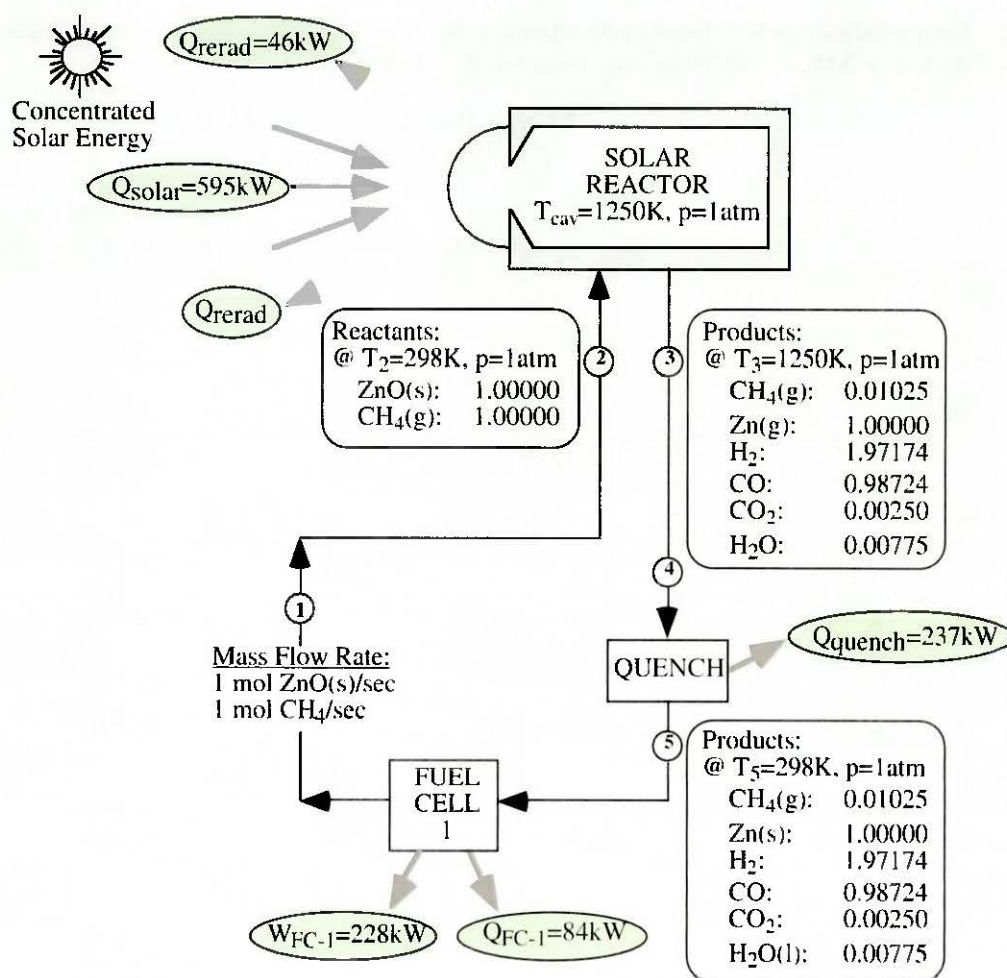 Qrerad=46kW
Concentrated
Solar Energy
Qsolar=595kW
Qrerad
SOLAR
REACTOR
Tcav=1250K, p=1atm
Reactants:
@ T2=298K, p=1atm
ZnO(s): 1.00000
CH4(g): 1.00000
2
3
Products:
@ T3=1250K, p=1atm
CH4(g): 0.01025
Zn(g): 1.00000
H2: 1.97174
CO: 0.98724
CO2: 0.00250
H2O: 0.00775
4
1
Mass Flow Rate:
1 mol ZnO(s)/sec
1 mol CH4/sec
QUENCH
Qquench=237kW
5
Products:
@ T5=298K, p=1atm
CH4(g): 0.01025
Zn(s): 1.00000
H2: 1.97174
CO: 0.98724
CO2: 0.00250
H2O(l): 0.00775
FUEL
CELL
1
WFC-1=228kW
QFC-1=84kW